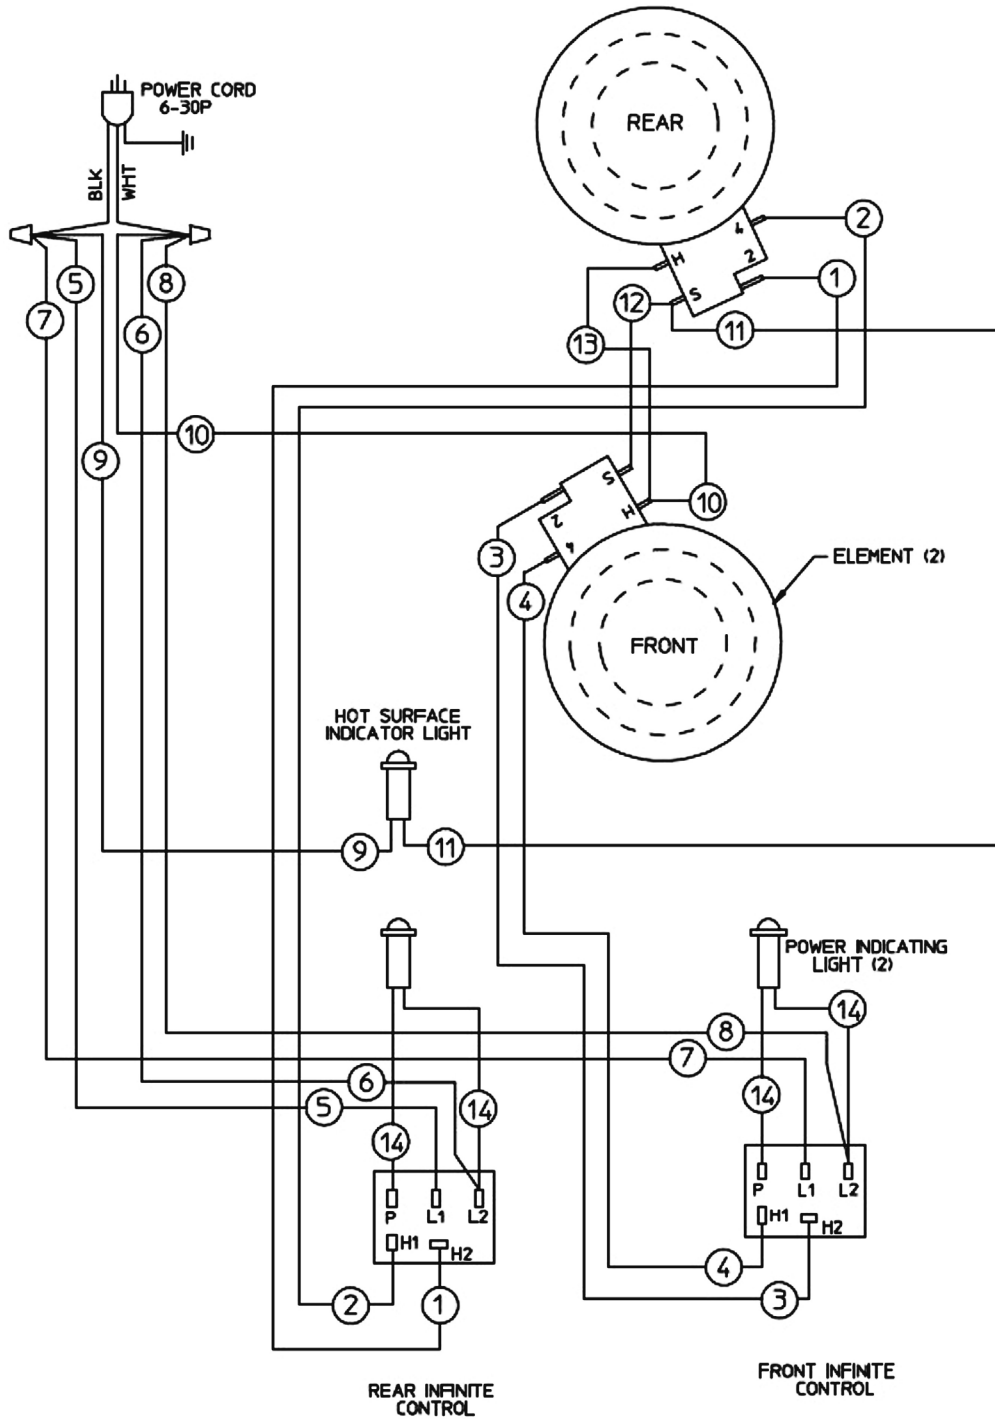 REAR
POWER CORD
6-30P
BLK
WHT
4
2
H
S
2
1
5
8
7
6
12
11
13
10
9
S
H
2
4
10
3
4
ELEMENT (2)
FRONT
HOT SURFACE
INDICATOR LIGHT
9
11
POWER INDICATING
LIGHT (2)
14
8
7
6
5
14
14
14
P
L1
L2
H1
H2
P
L1
L2
H1
H2
4
3
2
1
FRONT INFINITE
CONTROL
REAR INFINITE
CONTROL